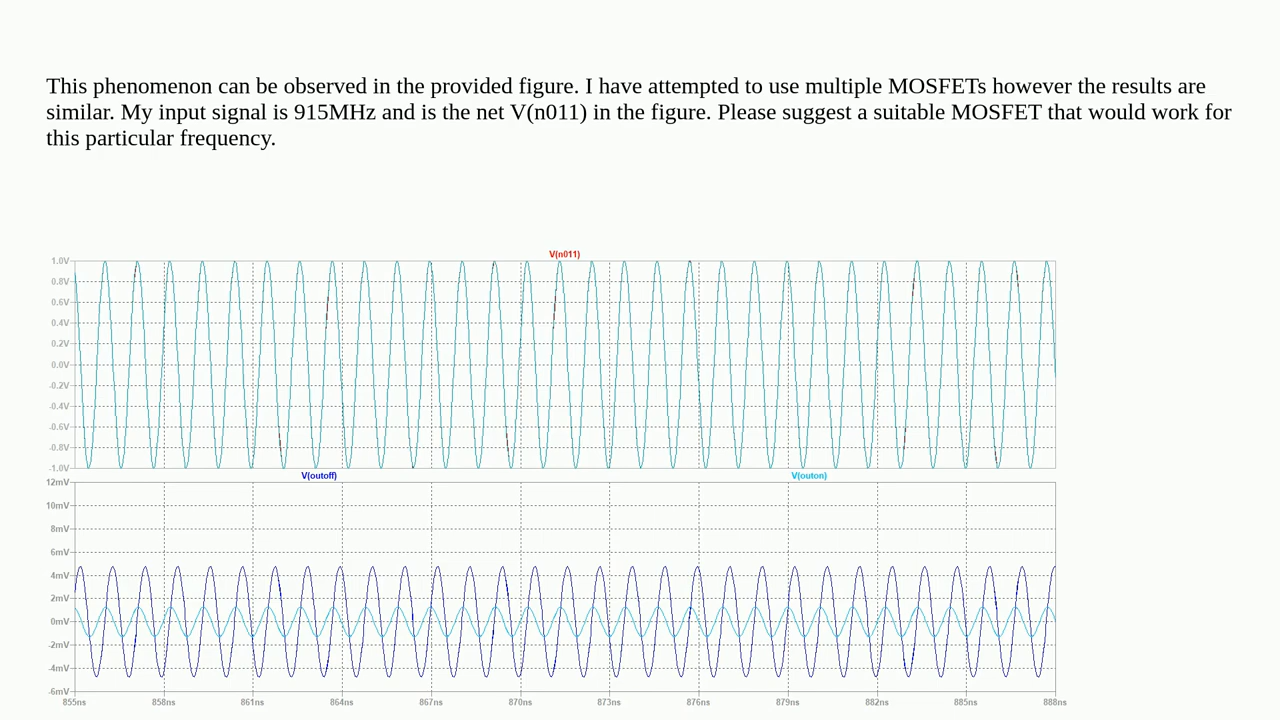 This phenomenon can be observed in the provided figure. I have attempted to use multiple MOSFETs however the results are
similar. My input signal is 915MHz and is the net V(n011) in the figure. Please suggest a suitable MOSFET that would work for
this particular frequency.
V(n011)
1.0V
0.8V
0.6V
0.4V
0.2V
0.0V
-0.2V
-0.4V
-0.6V
-0.8V
-1.0V
V(outoff) V(outon)
12mV
10mV
8mV
6mV
4mV
2mV
0mV
-2mV
-4mV
-6mV
855ns 858ns 861ns 864ns 867ns 870ns 873ns 876ns 879ns 882ns 885ns 888ns